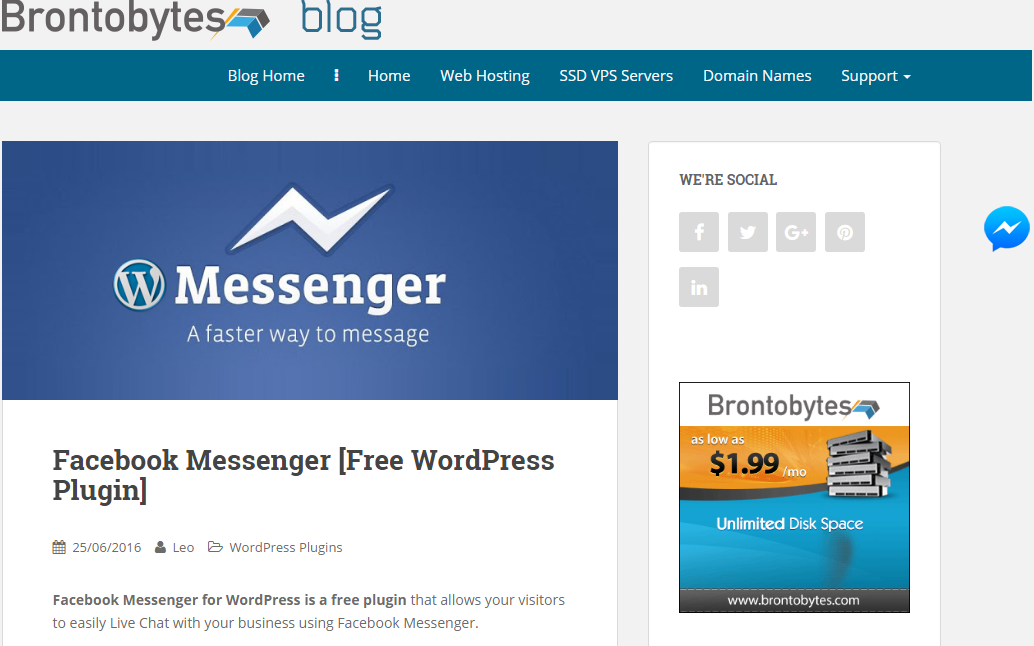 Brontobytes blog
Blog Home Home Web Hosting SSD VPS Servers Domain Names Support
Messenger
A faster way to message
Facebook Messenger [Free WordPress
Plugin]
25/06/2016 Leo WordPress Plugins
Facebook Messenger for WordPress is a free plugin that allows your visitors
to easily Live Chat with your business using Facebook Messenger.
WE'RE SOCIAL
Brontobytes
as low as
$1.99 /mo
Unlimited Disk Space
www.brontobytes.com